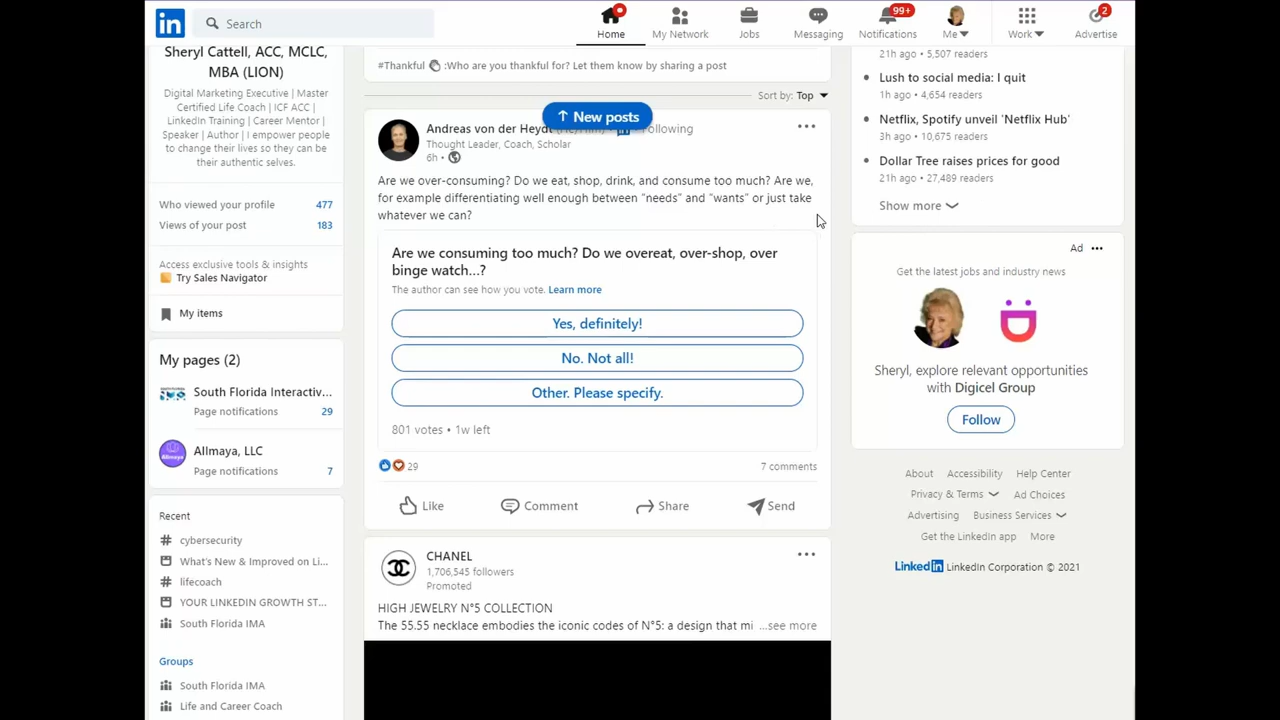 in
Search
Home
My Network
Jobs
Messaging
99+
Notifications
Me
Work
2
Advertise
Sheryl Cattell, ACC, MCLC,
MBA (LION)
Digital Marketing Executive | Master
Certified Life Coach | ICF ACC |
LinkedIn Training | Career Mentor |
Speaker | Author | I empower people
to change their lives so they can be
their authentic selves.
Who viewed your profile 477
Views of your post 183
Access exclusive tools & insights
Try Sales Navigator
My items
My pages (2)
South Florida Interactiv...
Page notifications 29
Allmaya
Allmaya, LLC
Page notifications 7
Recent
# cybersecurity
What's New & Improved on Li...
# lifecoach
YOUR LINKEDIN GROWTH ST...
South Florida IMA
Groups
South Florida IMA
Life and Career Coach
#Thankful :Who are you thankful for? Let them know by sharing a post
Sort by: Top
↑ New posts
Andreas von der Heydt
Following
Thought Leader, Coach, Scholar
6h •
Are we over-consuming? Do we eat, shop, drink, and consume too much? Are we,
for example differentiating well enough between "needs" and "wants" or just take
whatever we can?
Are we consuming too much? Do we overeat, over-shop, over
binge watch...?
The author can see how you vote. Learn more
Yes, definitely!
No. Not all!
Other. Please specify.
801 votes • 1w left
29
7 comments
Like
Comment
Share
Send
CHANEL
1,706,545 followers
Promoted
HIGH JEWELRY N°5 COLLECTION
The 55.55 necklace embodies the iconic codes of N°5: a design that mi ...see more
21h ago • 5,507 readers
Lush to social media: I quit
1h ago • 4,654 readers
Netflix, Spotify unveil 'Netflix Hub'
3h ago • 10,675 readers
Dollar Tree raises prices for good
21h ago • 27,489 readers
Show more
Ad •••
Get the latest jobs and industry news
Sheryl, explore relevant opportunities
with Digicel Group
Follow
About Accessibility Help Center
Privacy & Terms Ad Choices
Advertising Business Services
Get the LinkedIn app More
LinkedIn LinkedIn Corporation © 2021